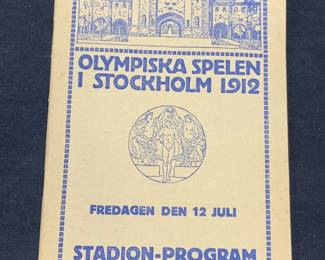 OLYMPISKA SPELEN
I STOCKHOLM 1912
FREDAGEN DEN 12 JULI
STADION-PROGRAM